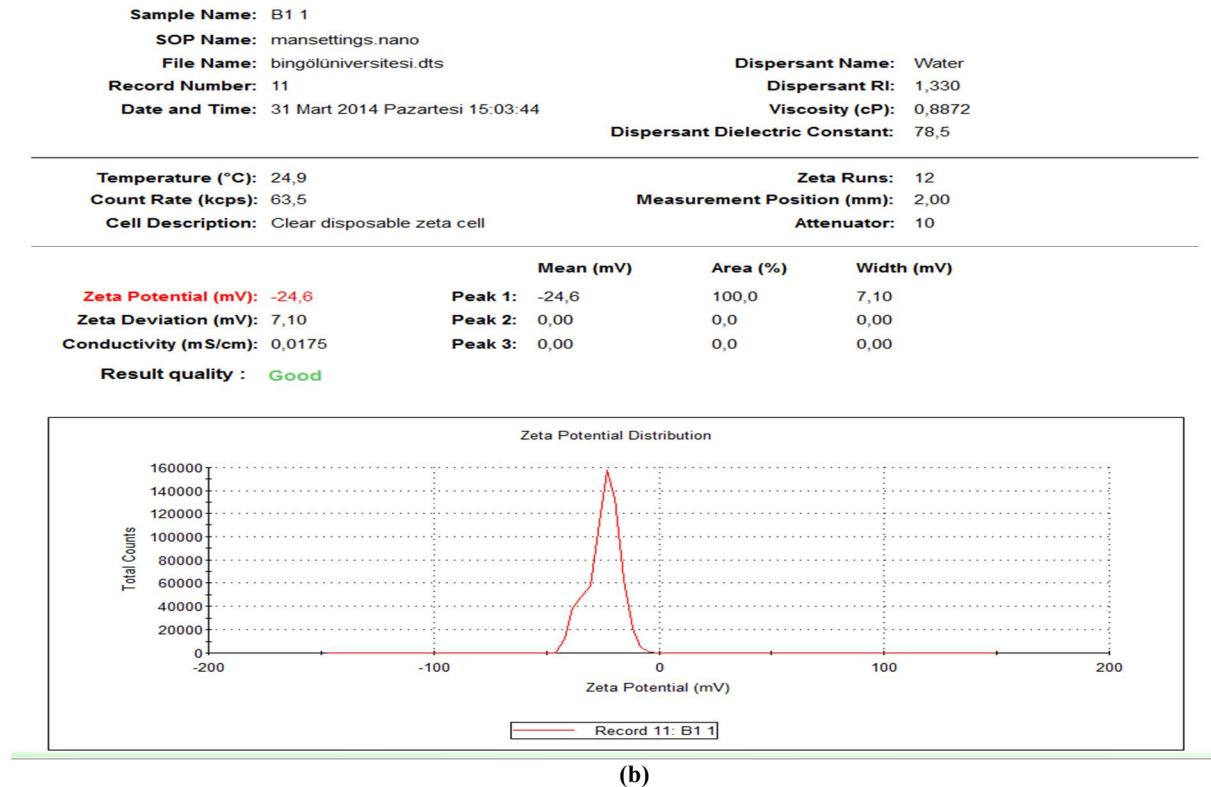 Sample Name: B1 1
SOP Name: mansettings.nano
File Name: bingölüniversitesi.dts Dispersant Name: Water
Record Number: 11 Dispersant RI: 1,330
Date and Time: 31 Mart 2014 Pazartesi 15:03:44 Viscosity (cP): 0,8872
Dispersant Dielectric Constant: 78,5
Temperature (°C): 24,9 Zeta Runs: 12
Count Rate (kcps): 63,5 Measurement Position (mm): 2,00
Cell Description: Clear disposable zeta cell Attenuator: 10
Mean (mV) Area (%) Width (mV)
Zeta Potential (mV): -24,6 Peak 1: -24,6 100,0 7,10
Zeta Deviation (mV): 7,10 Peak 2: 0,00 0,0 0,00
Conductivity (mS/cm): 0,0175 Peak 3: 0,00 0,0 0,00
Result quality : Good
Zeta Potential Distribution
Total Counts
160000
140000
120000
100000
80000
60000
40000
20000
0
-200 -100 0 100 200
Zeta Potential (mV)
Record 11: B1 1
(b)